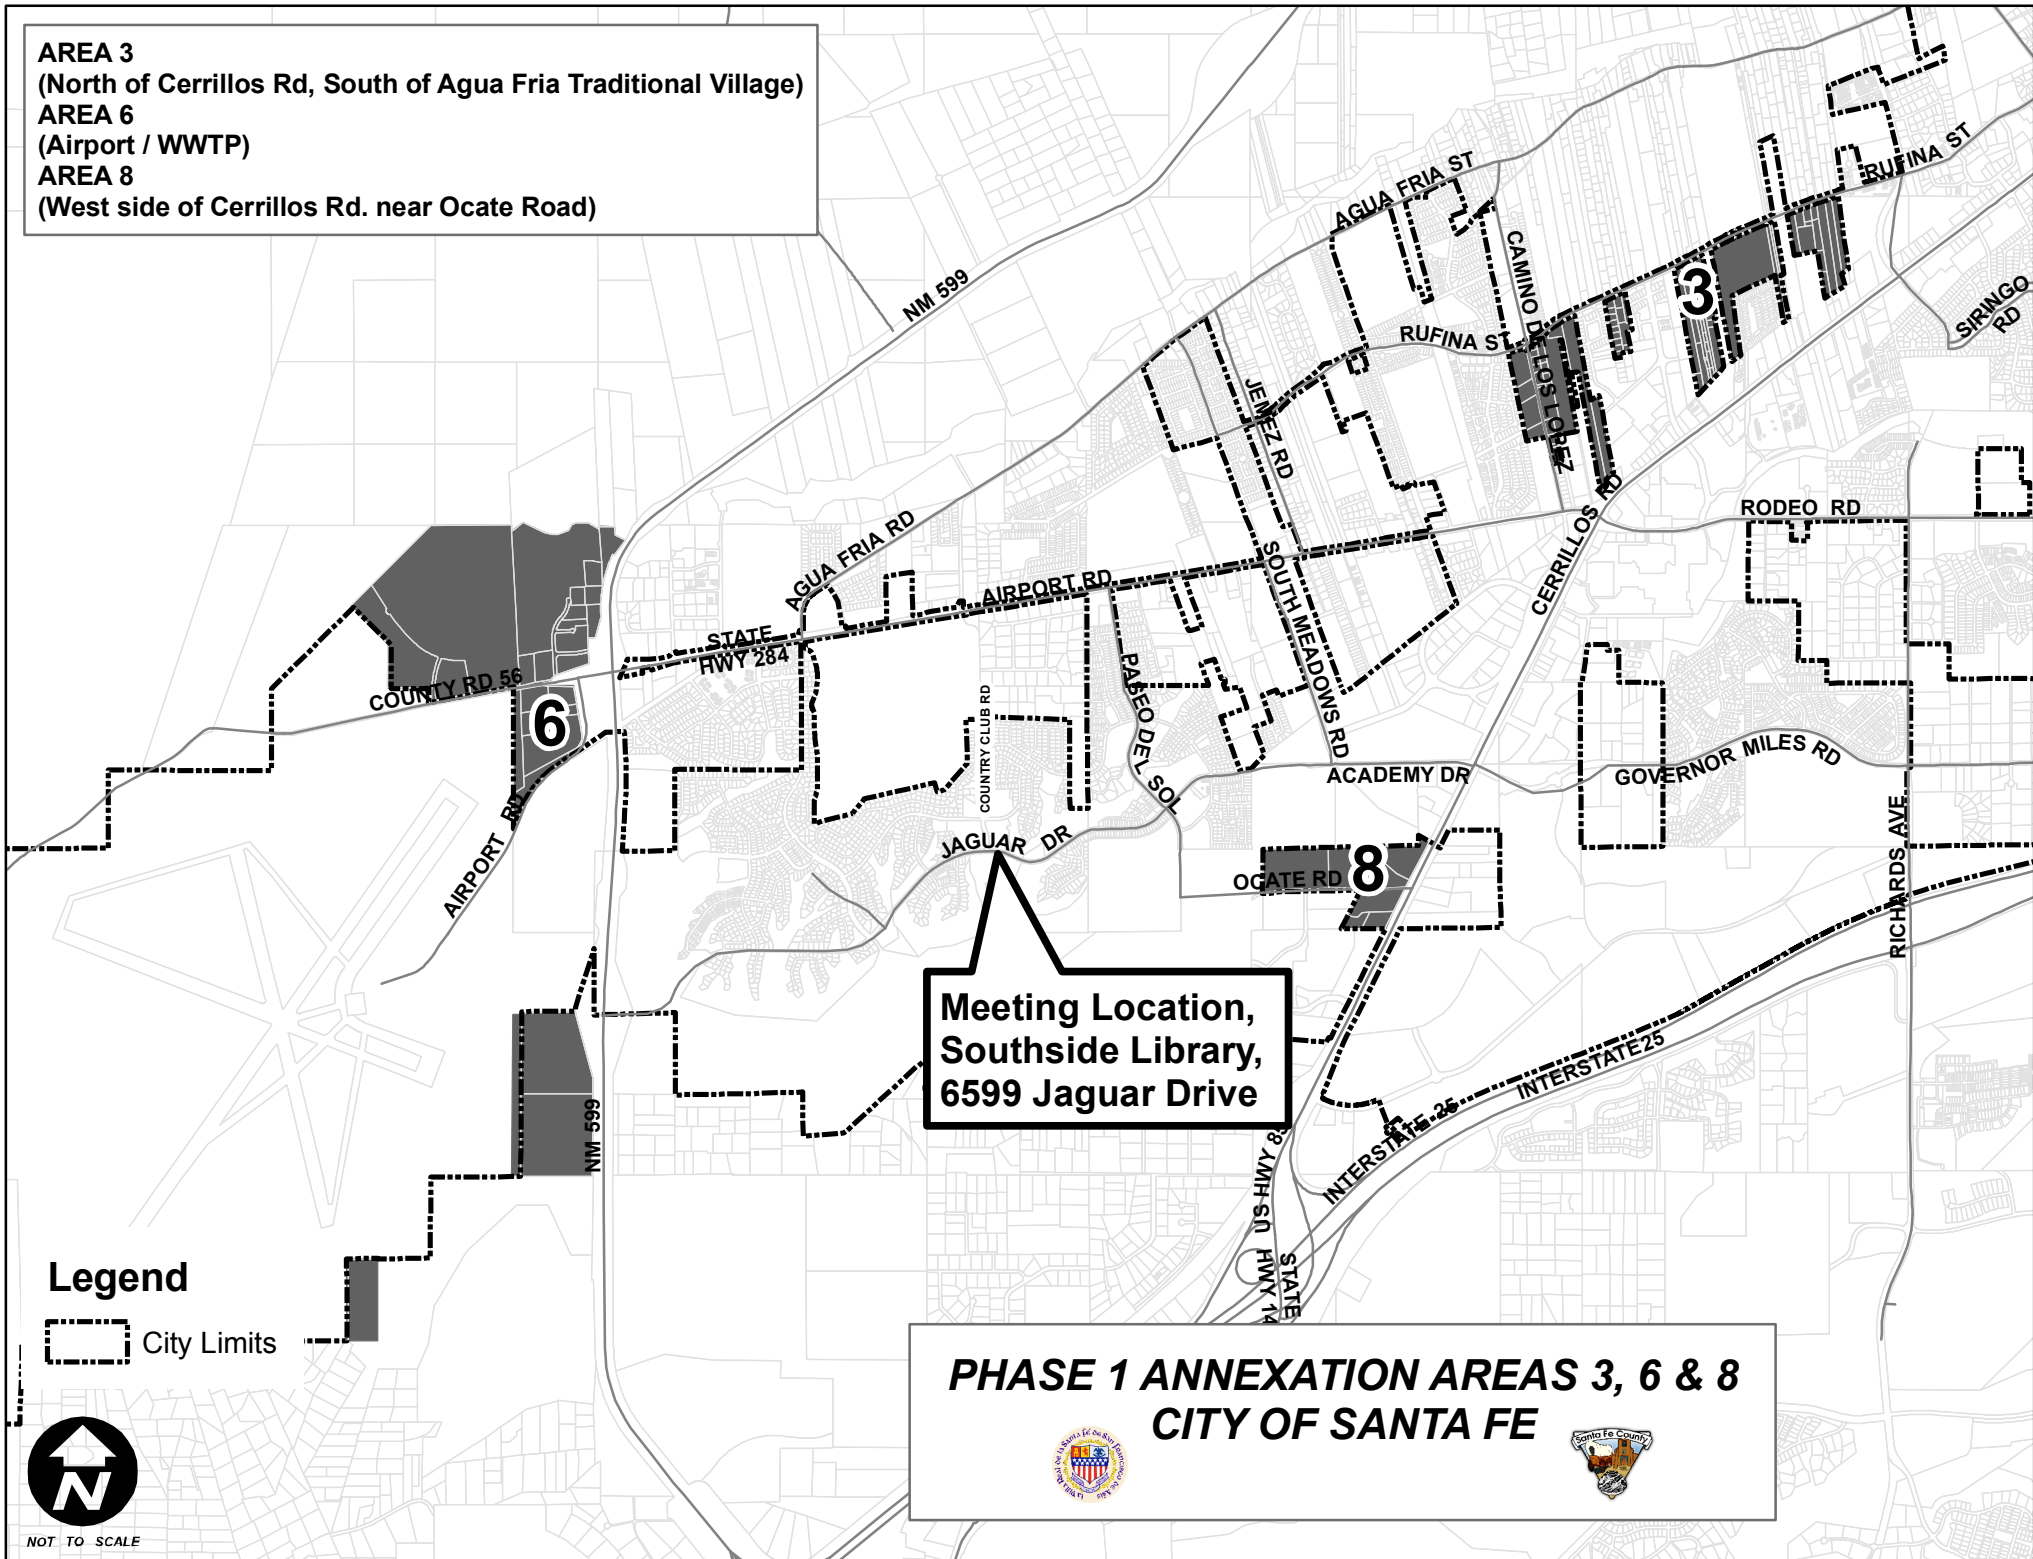 AREA 3
(North of Cerrillos Rd, South of Agua Fria Traditional Village)
AREA 6
(Airport / WWTP)
AREA 8
(West side of Cerrillos Rd. near Ocate Road)
RUFINA ST
AGUA FRIA ST
CAMINO DE LOS LOPEZ
3
NM 599
SIRINGO
RD
RUFINA ST
JEMEZ RD
CERRILLOS RD
RODEO RD
AGUA FRIA RD
AIRPORT RD
SOUTH MEADOWS RD
STATE
HWY 284
COUNTY RD 56
6
PASEO DEL SOL
COUNTRY CLUB RD
ACADEMY DR
GOVERNOR MILES RD
AIRPORT RD
JAGUAR DR
8
OCATE RD
RICHARDS AVE
Meeting Location,
Southside Library,
6599 Jaguar Drive
INTERSTATE 25
INTERSTATE 25
NM 599
US HWY 85
STATE
HWY 14
Legend
City Limits
N
NOT TO SCALE
PHASE 1 ANNEXATION AREAS 3, 6 & 8
CITY OF SANTA FE
Santa Fe County